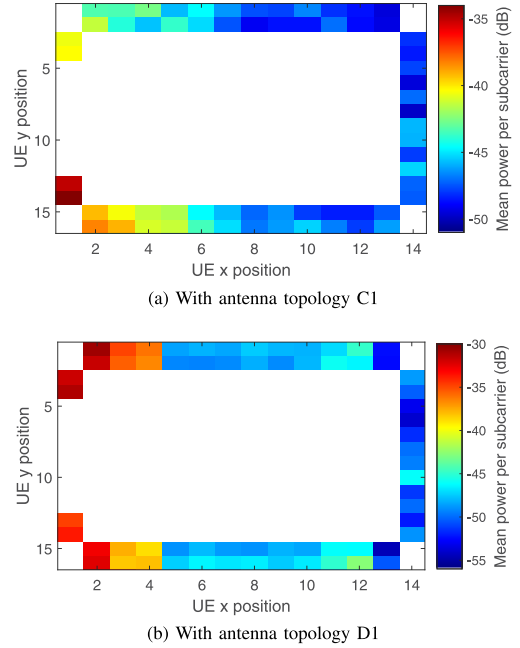 -35
-40
-45
-50
Mean power per subcarrier (dB)
5
10
15
UE y position
2 4 6 8 10 12 14
UE x position
(a) With antenna topology C1
-30
-35
-40
-45
-50
-55
Mean power per subcarrier (dB)
5
10
15
UE y position
2 4 6 8 10 12 14
UE x position
(b) With antenna topology D1